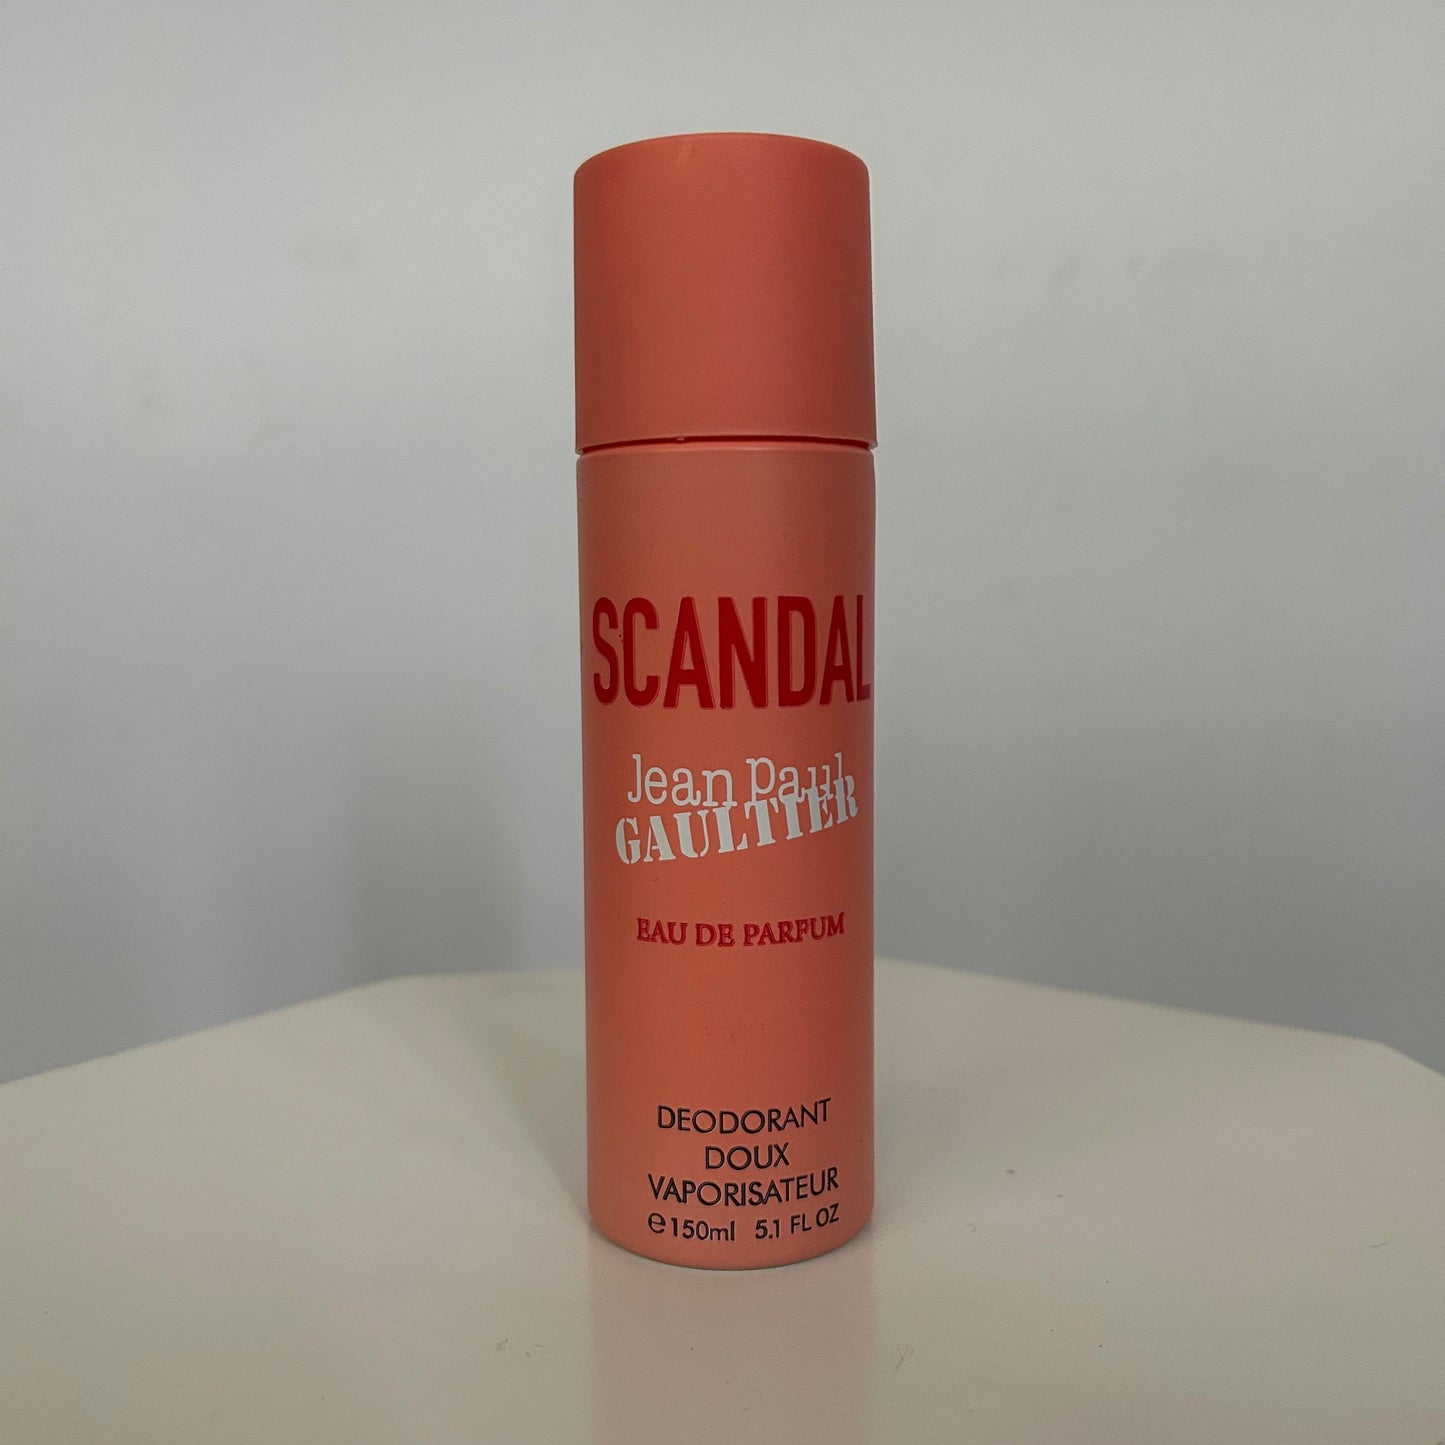 SCANDAL
Jean Paul
GAULTIER
EAU DE PARFUM
DEODORANT
DOUX
VAPORISATEUR
℮150ml 5.1 FL OZ